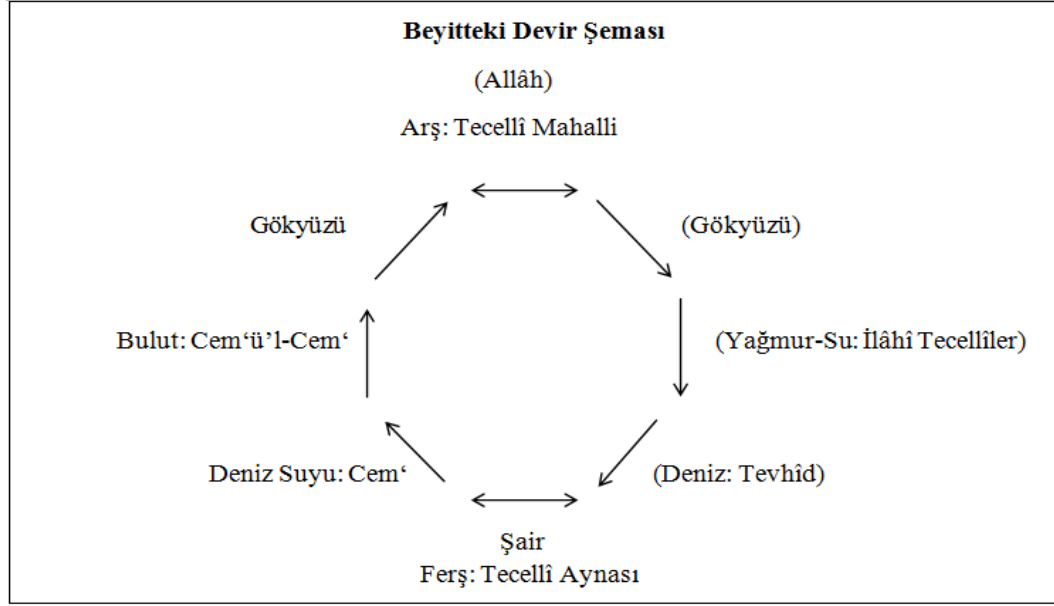 Beyitteki Devir Şeması
(Allâh)
Arş: Tecellî Mahalli
Gökyüzü
(Gökyüzü)
Bulut: Cem‘ü’l-Cem‘
(Yağmur-Su: İlâhî Tecellîler)
Deniz Suyu: Cem‘
(Deniz: Tevhîd)
Şair
Ferş: Tecellî Aynası